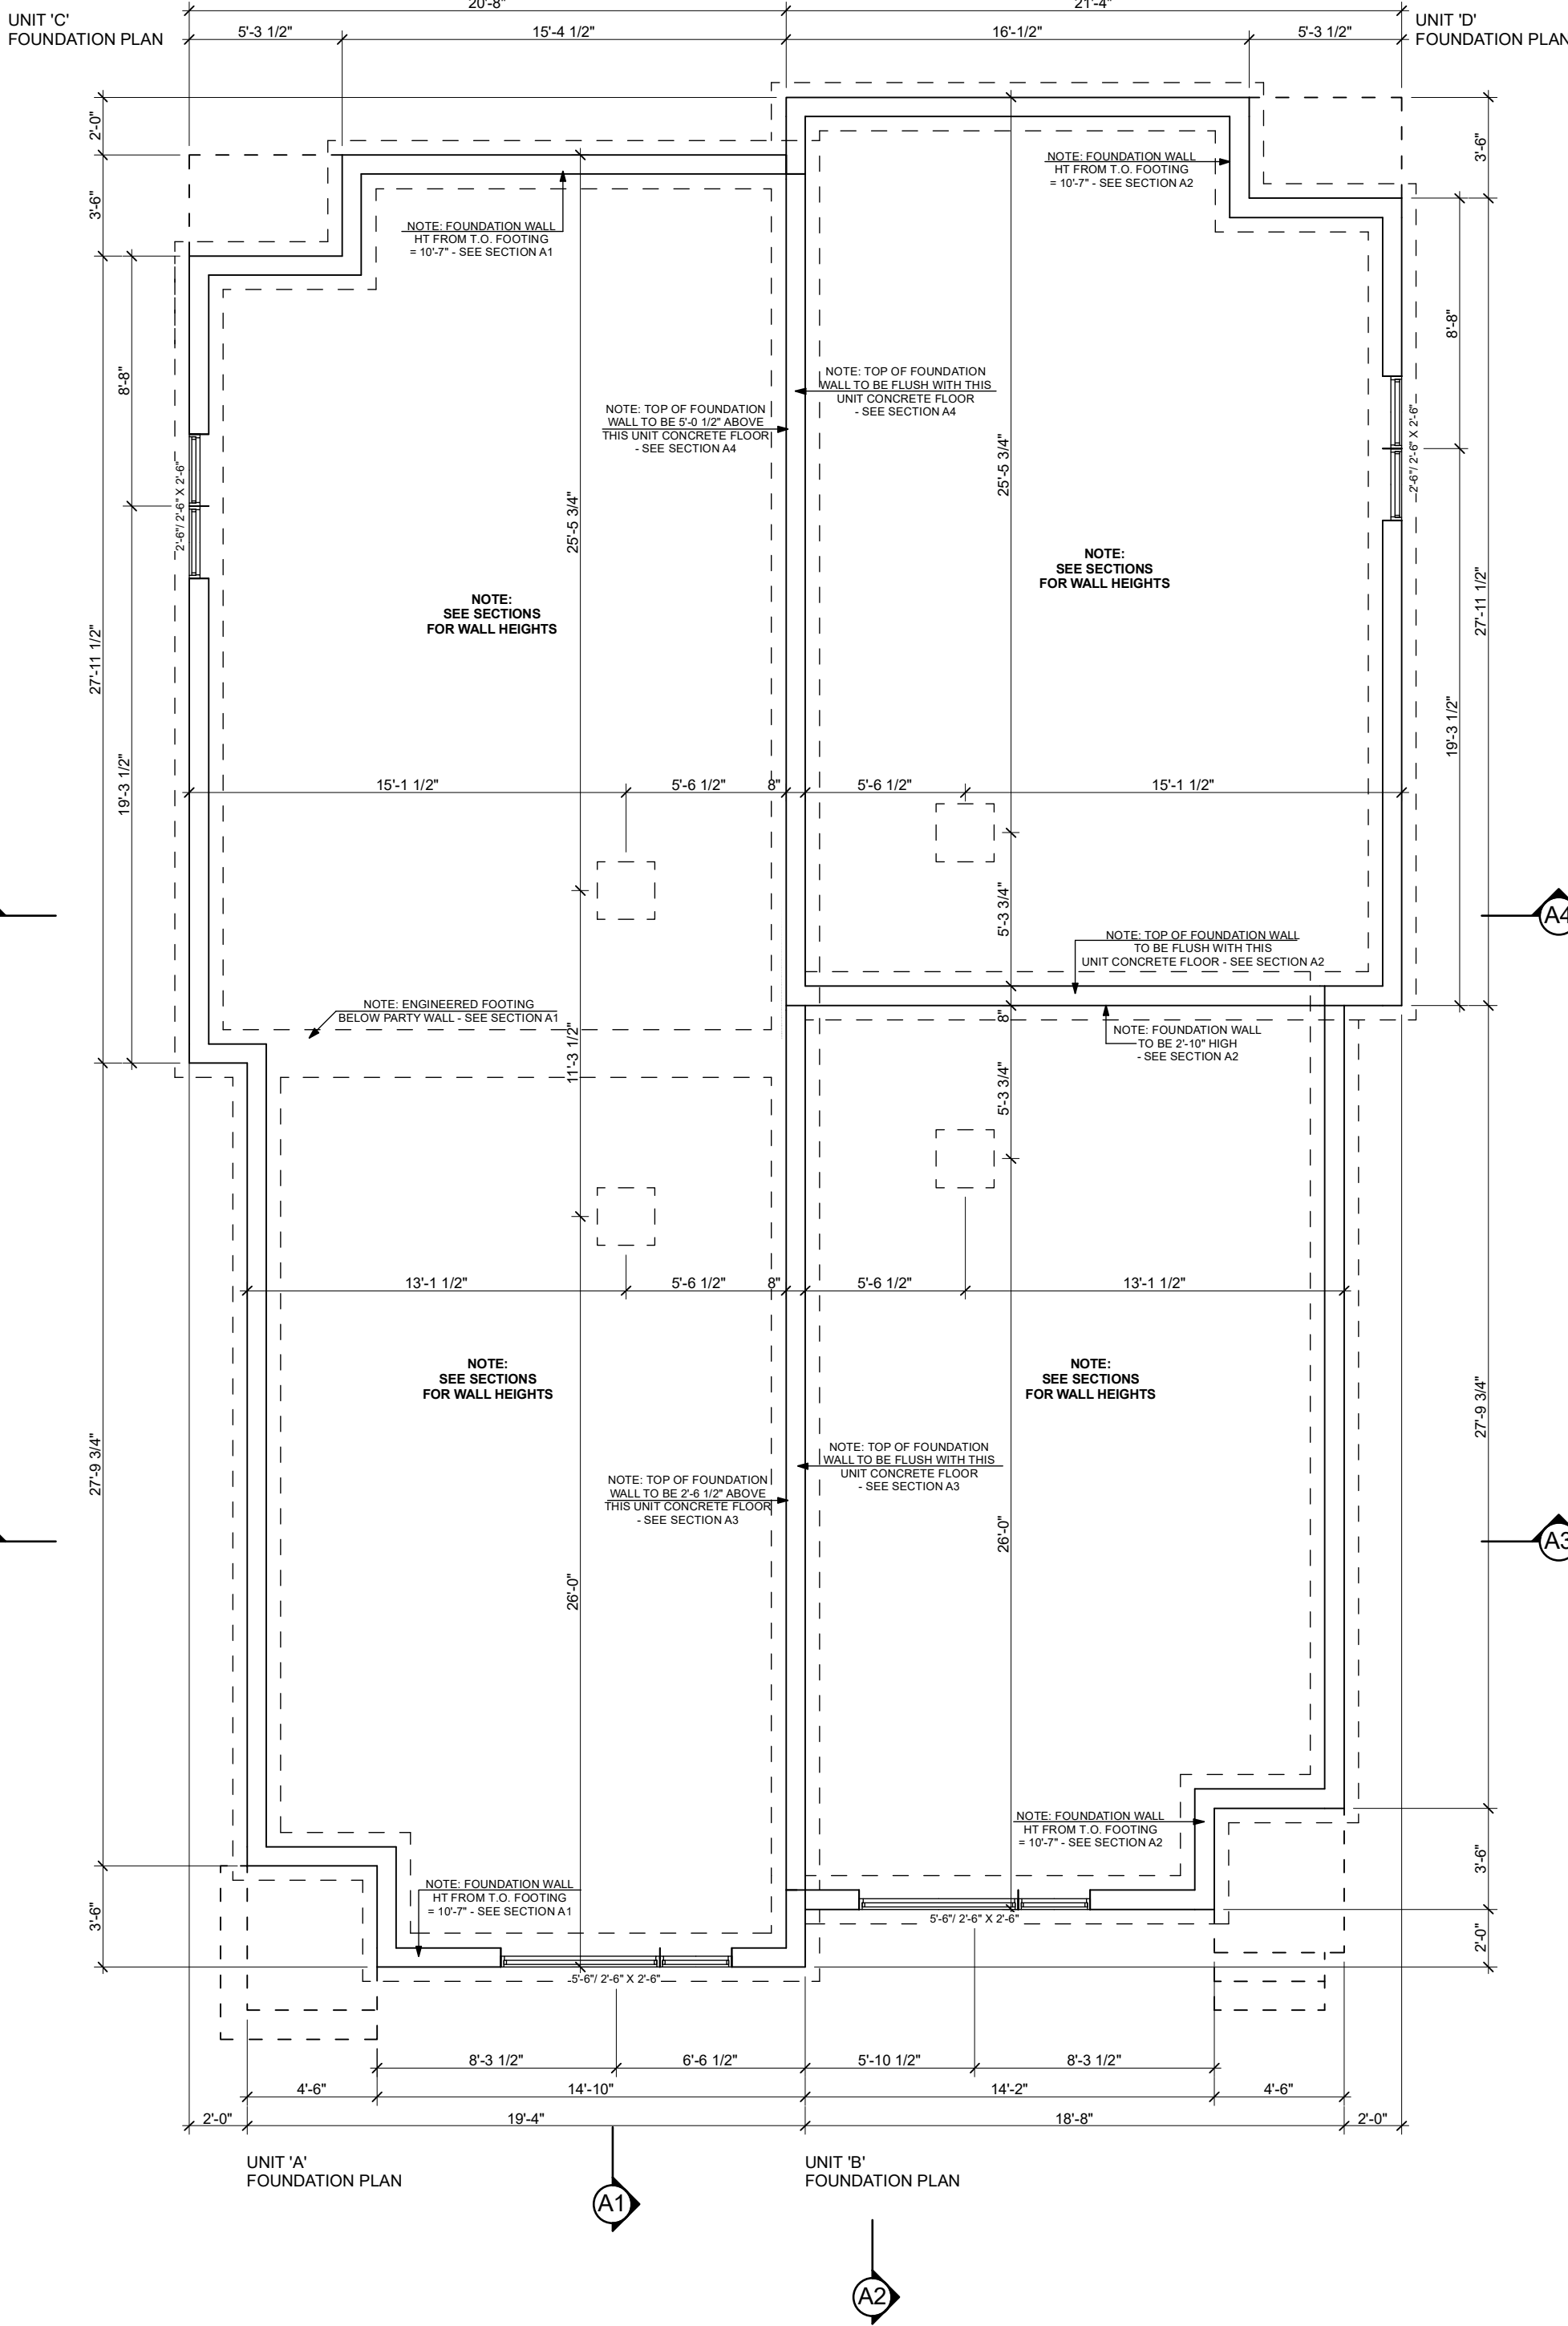 20'-8"
21'-4"
UNIT 'C'
FOUNDATION PLAN
UNIT 'D'
FOUNDATION PLAN
5'-3 1/2"
15'-4 1/2"
16'-1/2"
5'-3 1/2"
2'-0"
3'-6"
3'-6"
NOTE: FOUNDATION WALL
HT FROM T.O. FOOTING
= 10'-7" - SEE SECTION A2
NOTE: FOUNDATION WALL
HT FROM T.O. FOOTING
= 10'-7" - SEE SECTION A1
8'-8"
8'-8"
NOTE: TOP OF FOUNDATION
WALL TO BE FLUSH WITH THIS
UNIT CONCRETE FLOOR
- SEE SECTION A4
NOTE: TOP OF FOUNDATION
WALL TO BE 5'-0 1/2" ABOVE
THIS UNIT CONCRETE FLOOR
- SEE SECTION A4
2'-6"/ 2'-6" X 2'-6"
2'-6"/ 2'-6" X 2'-6"
25'-5 3/4"
25'-5 3/4"
NOTE:
SEE SECTIONS
FOR WALL HEIGHTS
NOTE:
SEE SECTIONS
FOR WALL HEIGHTS
27'-11 1/2"
27'-11 1/2"
19'-3 1/2"
19'-3 1/2"
15'-1 1/2"
5'-6 1/2"
8"
5'-6 1/2"
15'-1 1/2"
5'-3 3/4"
A4
NOTE: TOP OF FOUNDATION WALL
TO BE FLUSH WITH THIS
UNIT CONCRETE FLOOR - SEE SECTION A2
NOTE: ENGINEERED FOOTING
BELOW PARTY WALL - SEE SECTION A1
8"
11'-3 1/2"
NOTE: FOUNDATION WALL
TO BE 2'-10" HIGH
- SEE SECTION A2
5'-3 3/4"
13'-1 1/2"
5'-6 1/2"
8"
5'-6 1/2"
13'-1 1/2"
NOTE:
SEE SECTIONS
FOR WALL HEIGHTS
NOTE:
SEE SECTIONS
FOR WALL HEIGHTS
27'-9 3/4"
27'-9 3/4"
NOTE: TOP OF FOUNDATION
WALL TO BE FLUSH WITH THIS
UNIT CONCRETE FLOOR
- SEE SECTION A3
NOTE: TOP OF FOUNDATION
WALL TO BE 2'-6 1/2" ABOVE
THIS UNIT CONCRETE FLOOR
- SEE SECTION A3
26'-0"
26'-0"
A3
NOTE: FOUNDATION WALL
HT FROM T.O. FOOTING
= 10'-7" - SEE SECTION A2
NOTE: FOUNDATION WALL
HT FROM T.O. FOOTING
= 10'-7" - SEE SECTION A1
3'-6"
3'-6"
2'-0"
5'-6"/ 2'-6" X 2'-6"
5'-6"/ 2'-6" X 2'-6"
8'-3 1/2"
6'-6 1/2"
5'-10 1/2"
8'-3 1/2"
4'-6"
14'-10"
14'-2"
4'-6"
2'-0"
19'-4"
18'-8"
2'-0"
UNIT 'A'
FOUNDATION PLAN
UNIT 'B'
FOUNDATION PLAN
A1
A2